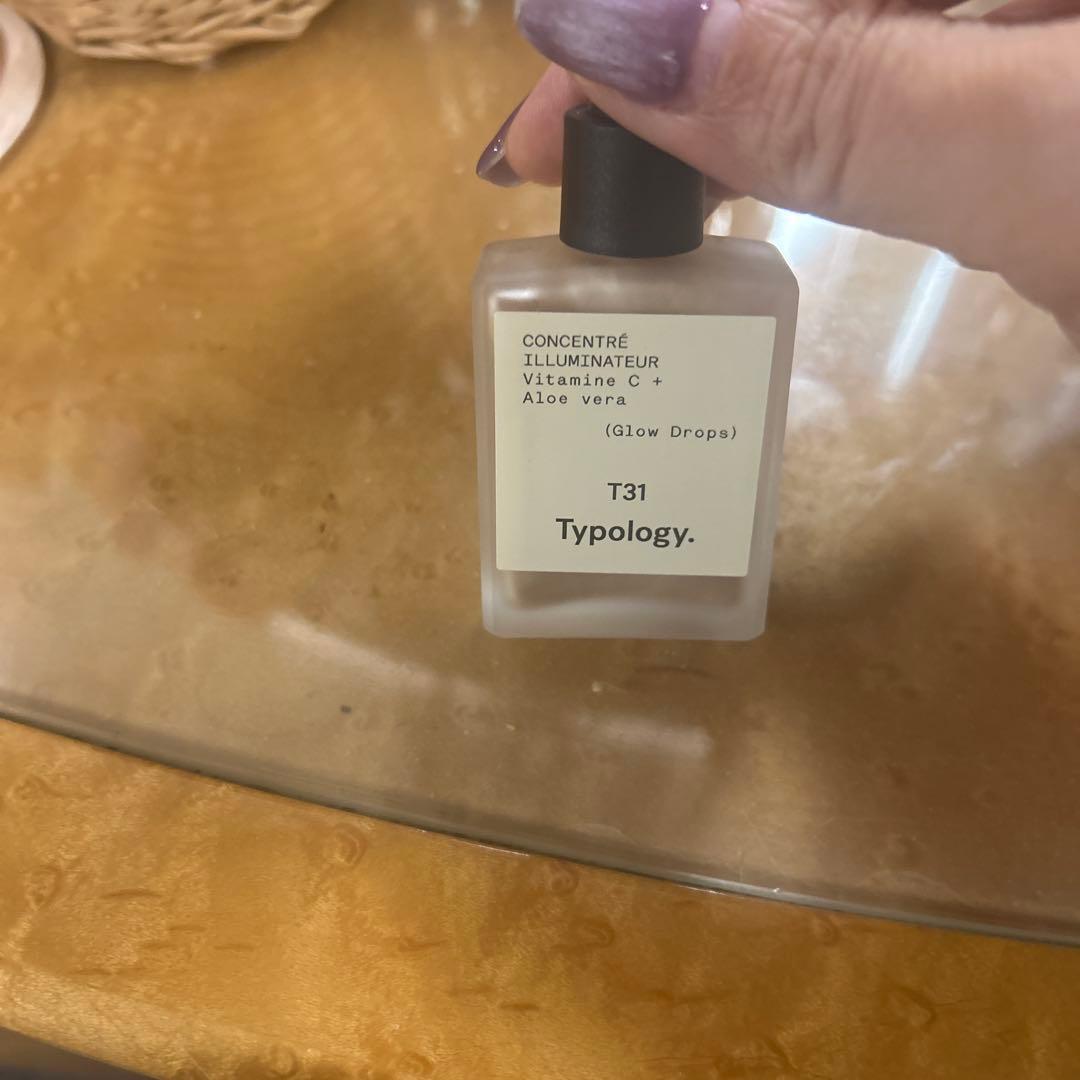 CONCENTRÉ
ILLUMINATEUR
Vitamine C +
Aloe vera
(Glow Drops)
T31
Typology.